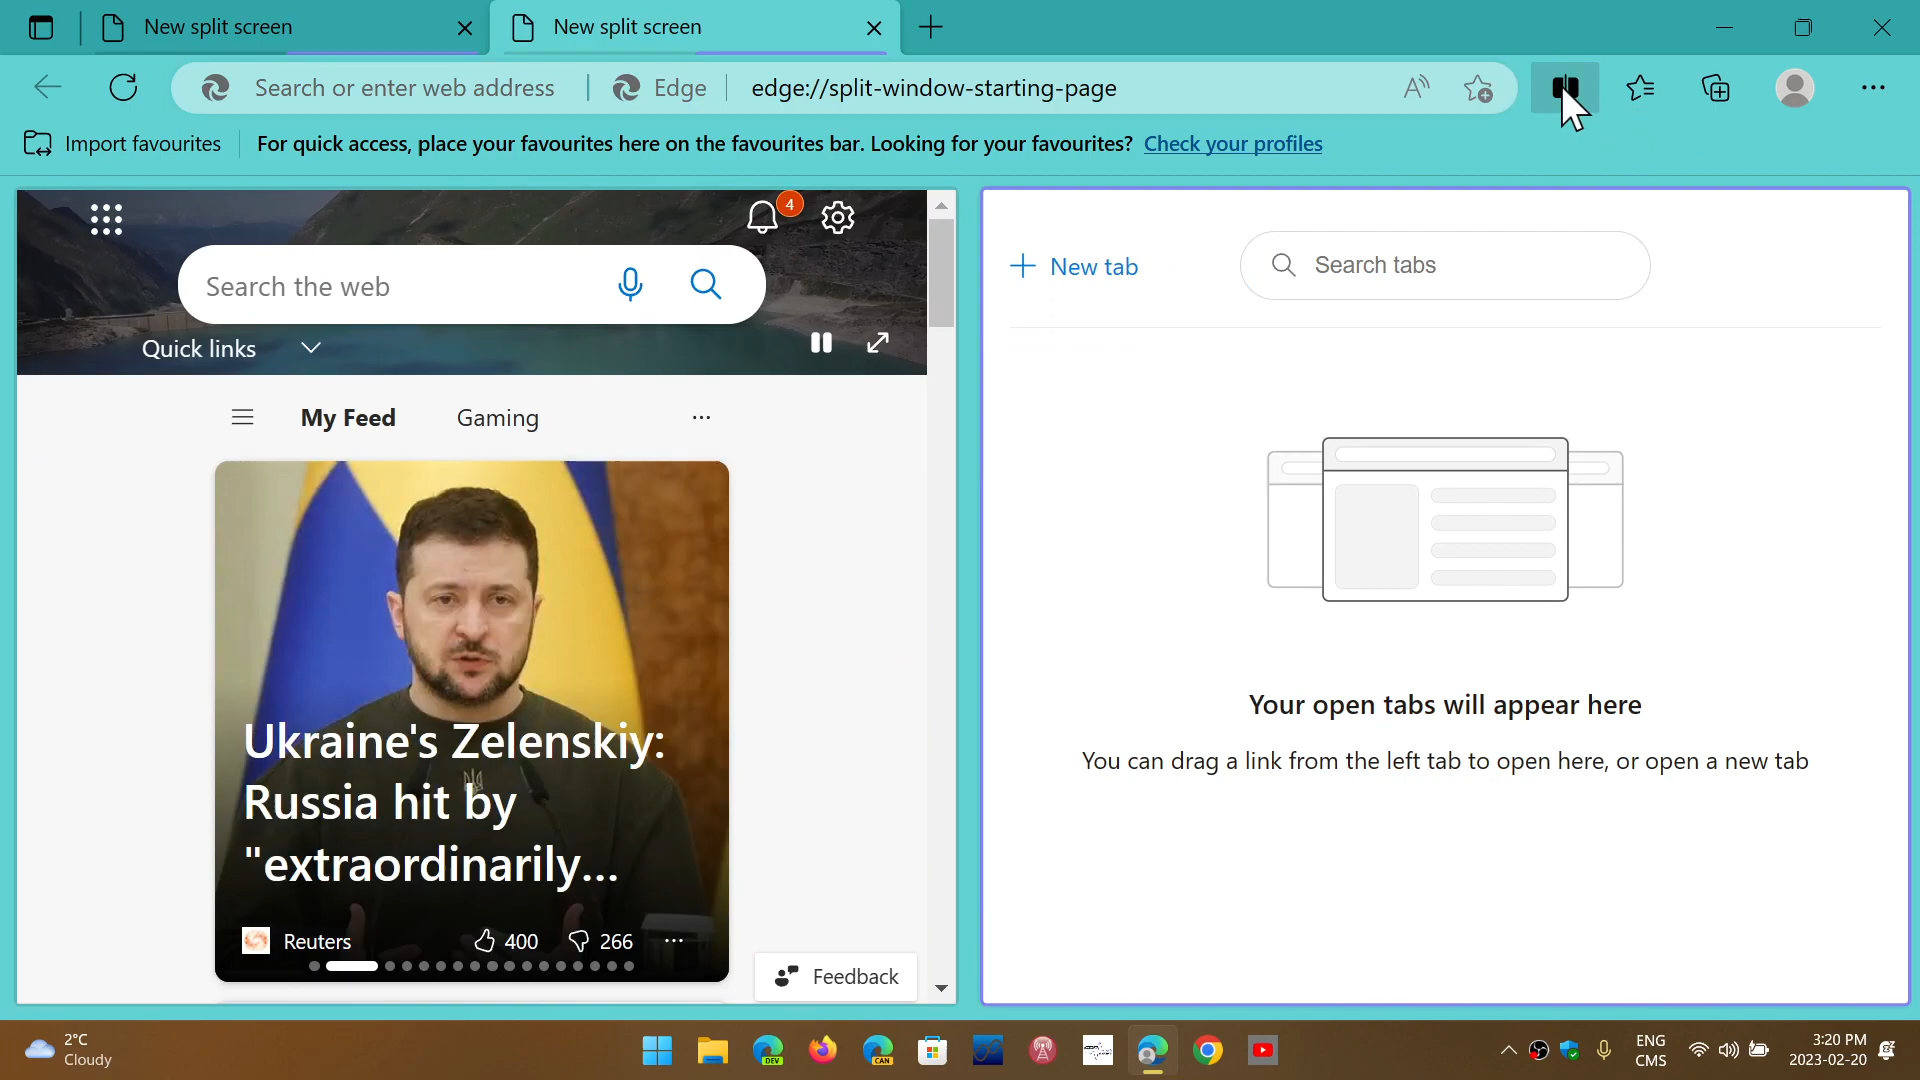 New split screen
New split screen
Search or enter web address
Edge
edge://split-window-starting-page
Import favourites
For quick access, place your favourites here on the favourites bar. Looking for your favourites? Check your profiles
4
Search the web
Quick links
My Feed
Gaming
Ukraine's Zelenskiy:
Russia hit by
"extraordinarily...
Reuters
400
266
Feedback
New tab
Search tabs
Your open tabs will appear here
You can drag a link from the left tab to open here, or open a new tab
2°C
Cloudy
DEV
CAN
ENG
CMS
3:20 PM
2023-02-20